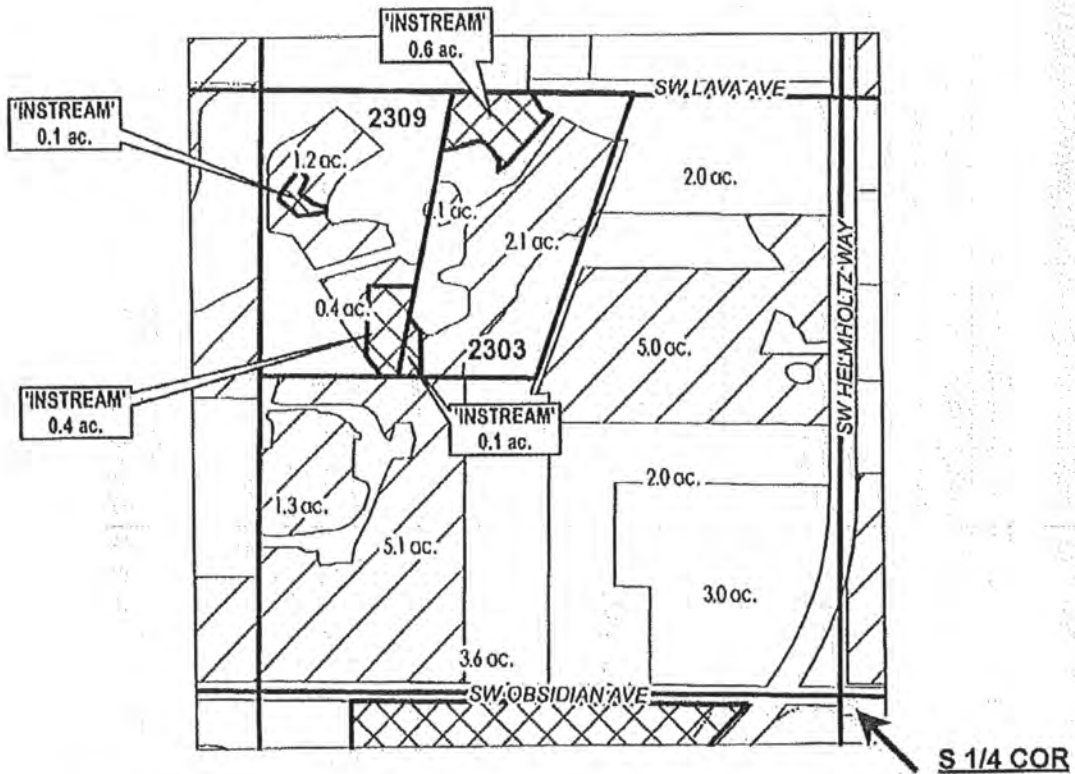 'INSTREAM'
0.6 ac.
SW LAVA AVE
'INSTREAM'
0.1 ac.
2309
1.2 ac.
2.0 ac.
0.1 ac.
2.1 ac.
SW HELMHOLTZ WAY
0.4 ac.
2303
5.0 ac.
'INSTREAM'
0.4 ac.
'INSTREAM'
0.1 ac.
2.0 ac.
1.3 ac.
5.1 ac.
3.0 ac.
3.6 ac.
SW OBSIDIAN AVE
S 1/4 COR